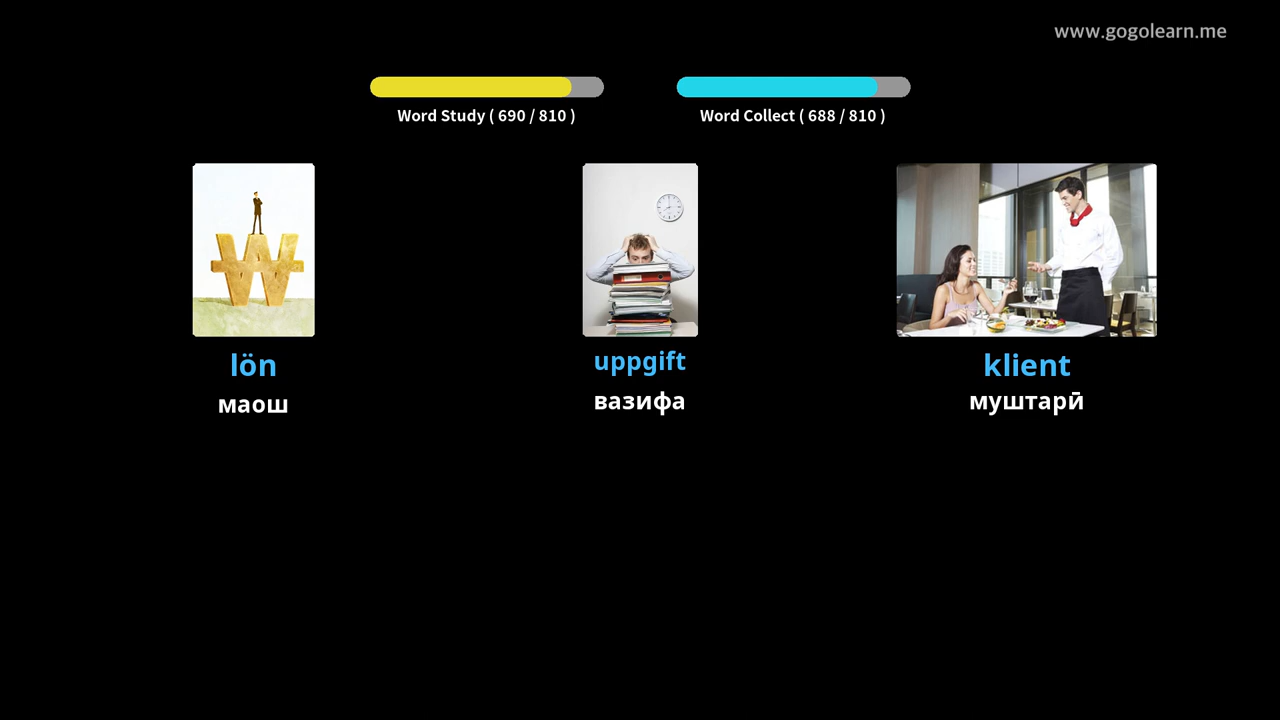 www.gogolearn.me
Word Study ( 690 / 810 )
Word Collect ( 688 / 810 )
lön
uppgift
klient
маош
вазифа
муштарӣ